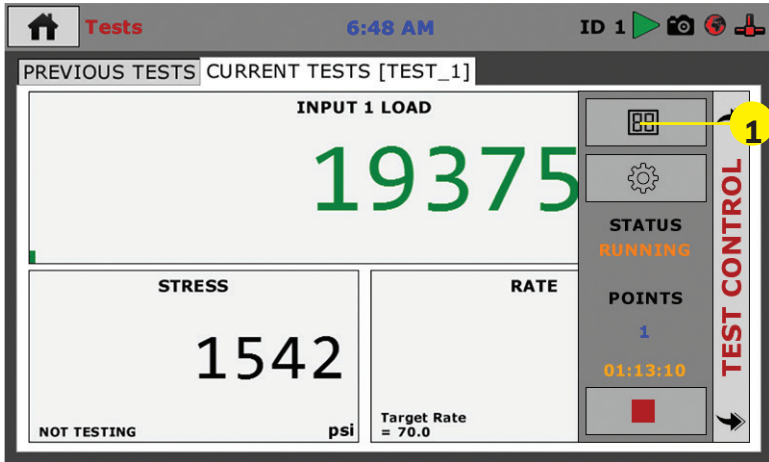 Tests 6:48 AM ID 1
PREVIOUS TESTS CURRENT TESTS [TEST_1]
INPUT 1 LOAD
19375
1
STRESS
1542
NOT TESTING psi
RATE
Target Rate
= 70.0
STATUS
RUNNING
POINTS
1
01:13:10
TEST CONTROL